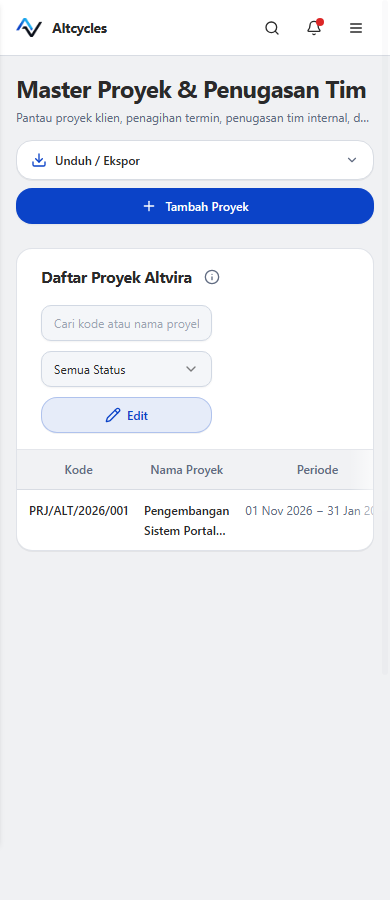 Altcycles
Master Proyek & Penugasan Tim
Pantau proyek klien, penagihan termin, penugasan tim internal, d...
Unduh / Ekspor
Tambah Proyek
Daftar Proyek Altvira
Cari kode atau nama proyek
Semua Status
Edit
Kode Nama Proyek Periode
PRJ/ALT/2026/001 Pengembangan 01 Nov 2026 – 31 Jan 20
Sistem Portal...